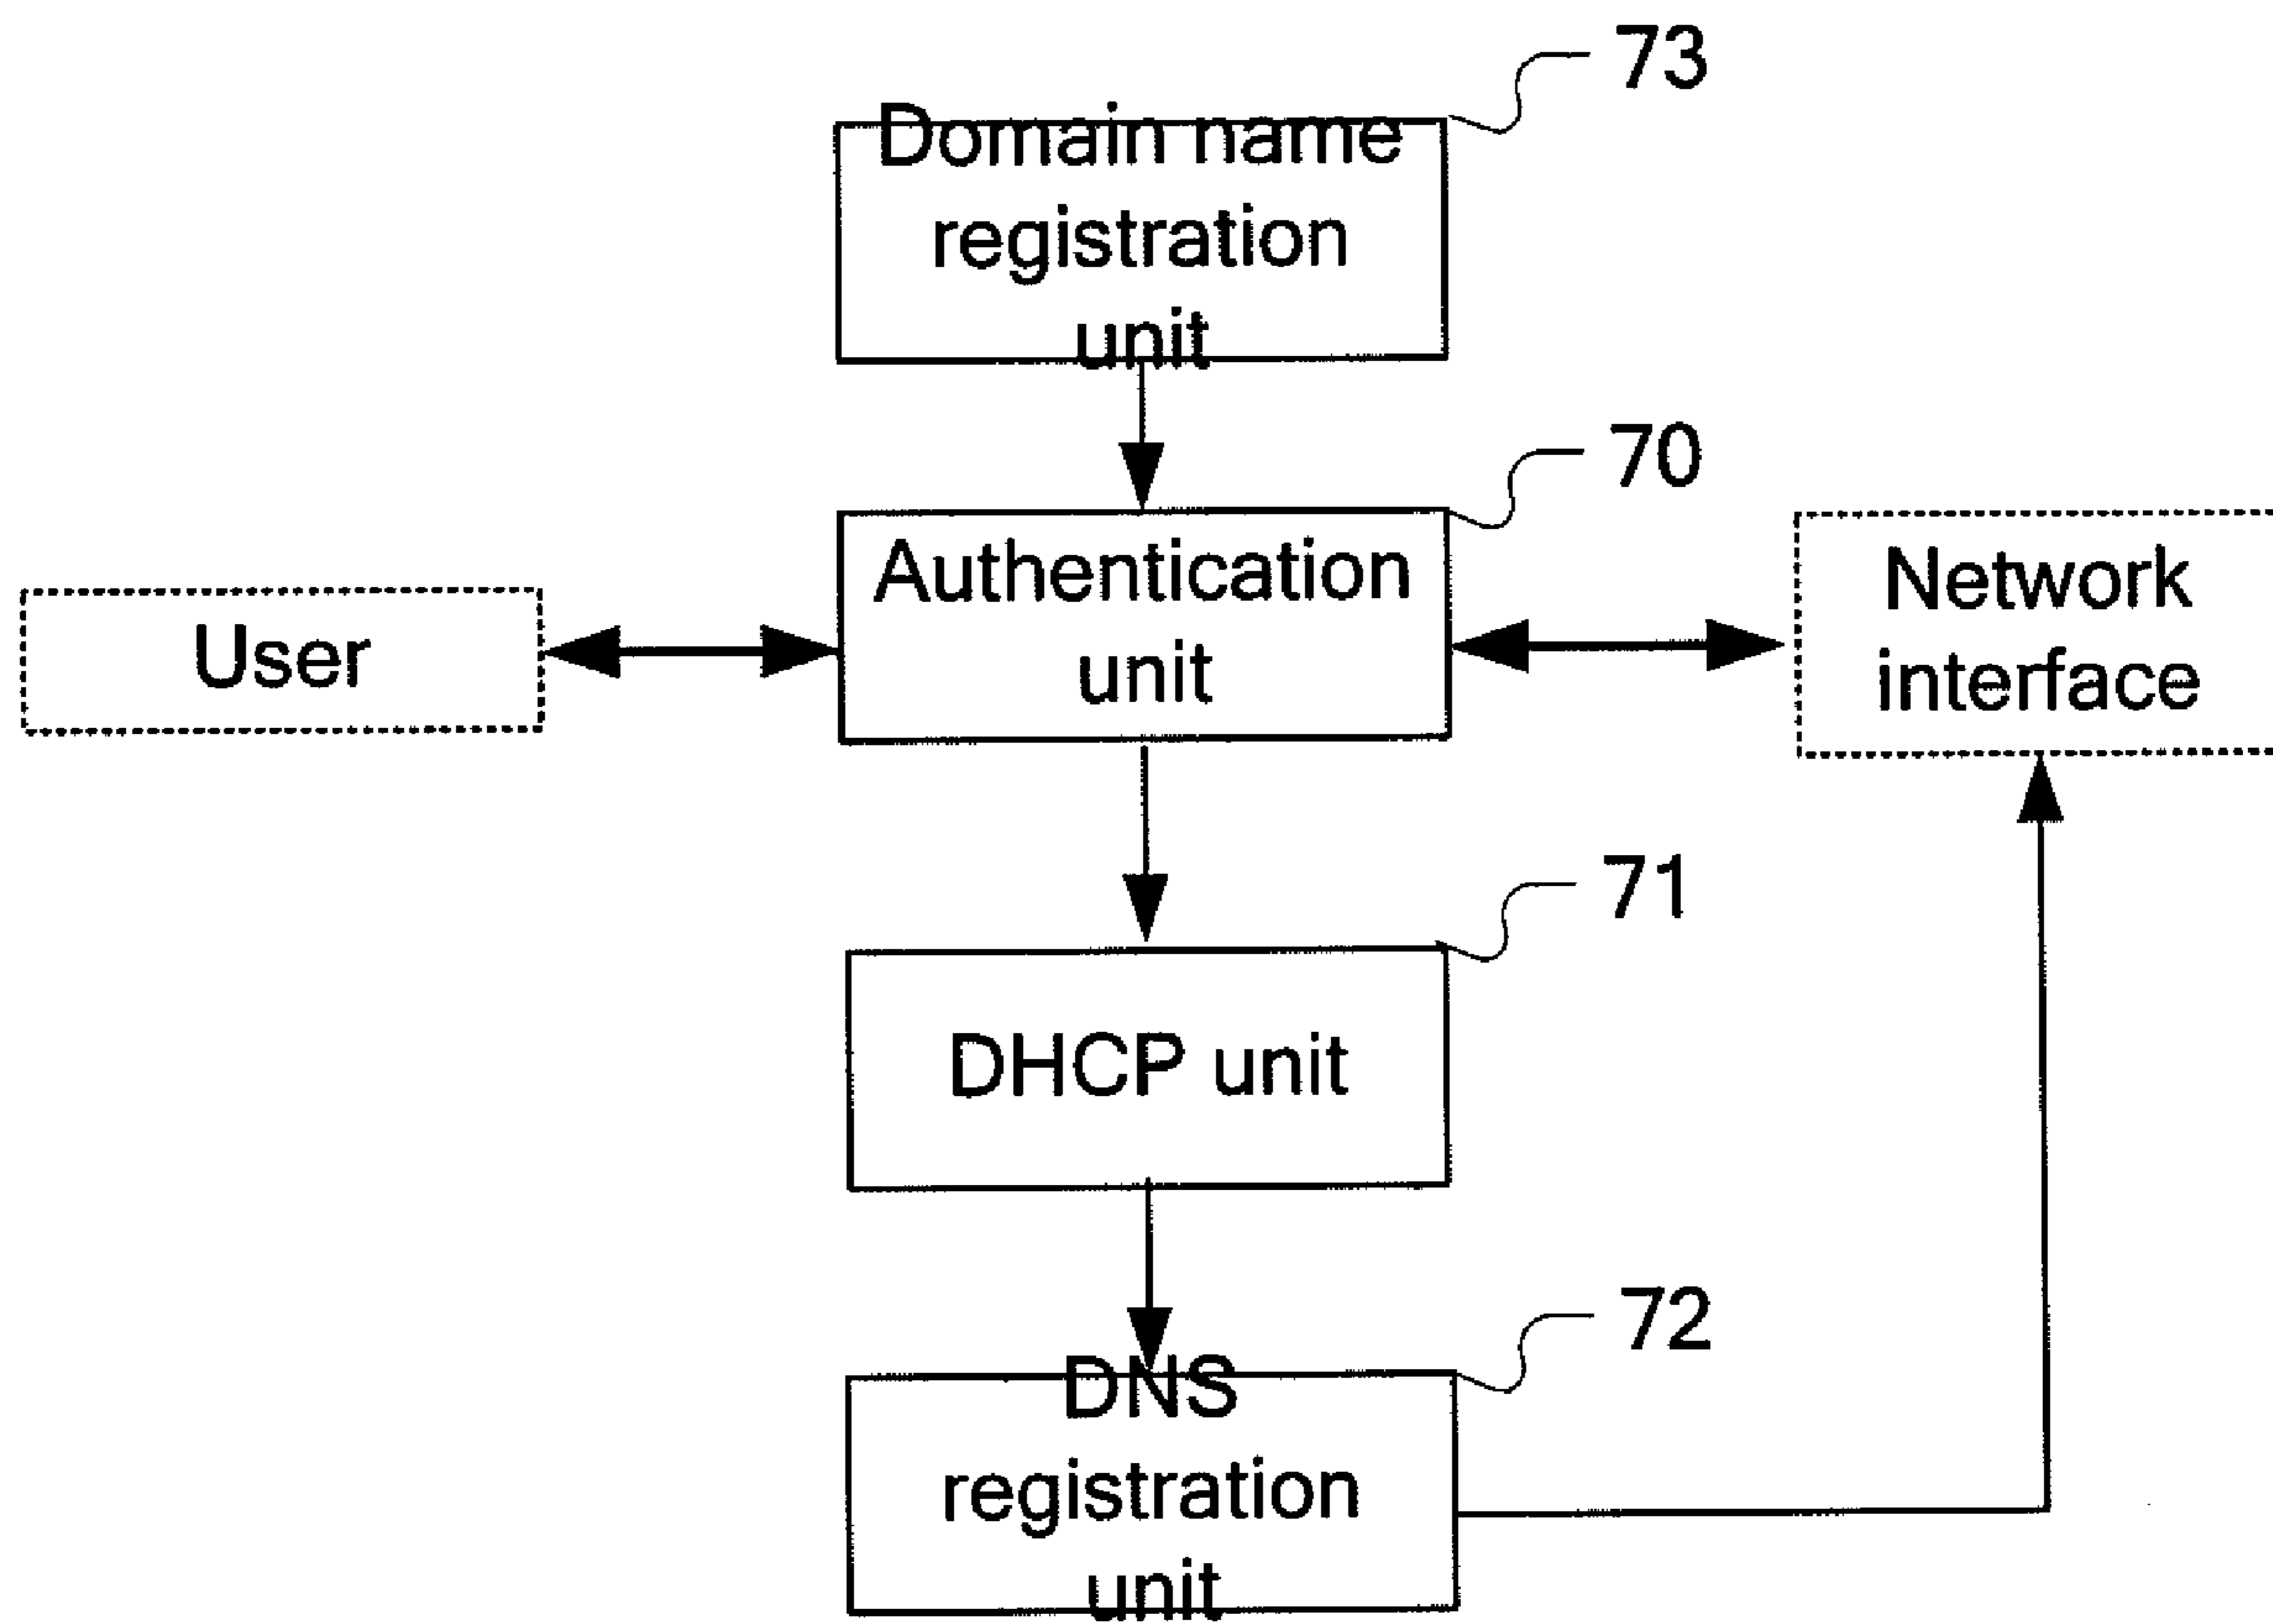 73
Domain name
registration
unit
70
Authentication
unit
User
Network
interface
71
DHCP unit
72
DNS
registration
unit